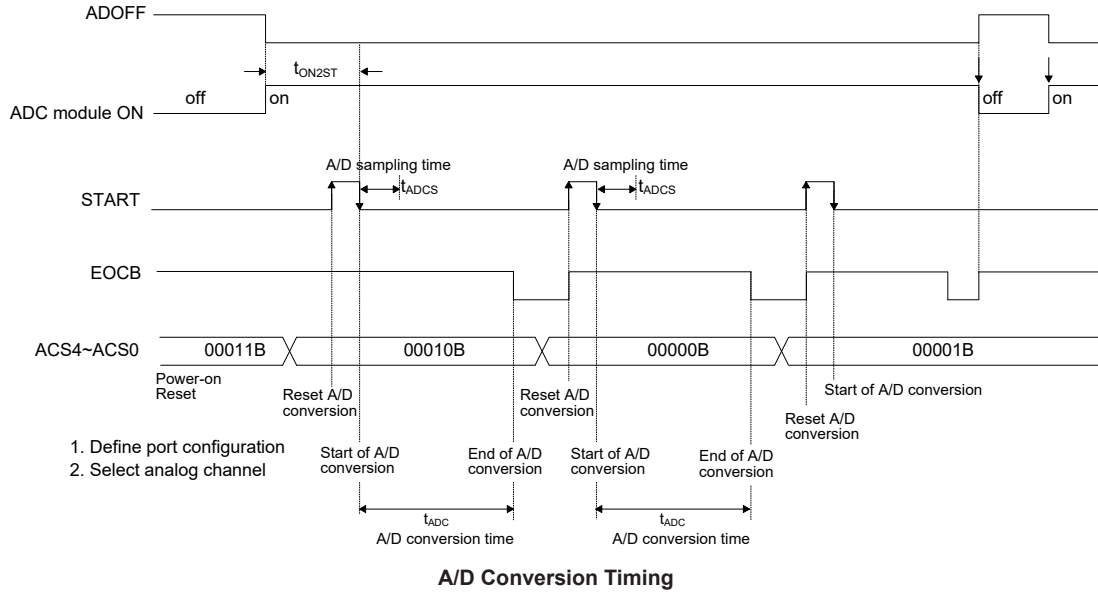 ADOFF
tON2ST
ADC module ON
off
on
off
on
A/D sampling time
A/D sampling time
tADCS
tADCS
START
EOCB
ACS4~ACS0
00011B
00010B
00000B
00001B
Power-on
Reset
Reset A/D
conversion
Reset A/D
conversion
Start of A/D conversion
Reset A/D
conversion
1. Define port configuration
2. Select analog channel
Start of A/D
conversion
End of A/D
conversion
Start of A/D
conversion
End of A/D
conversion
tADC
A/D conversion time
tADC
A/D conversion time
A/D Conversion Timing